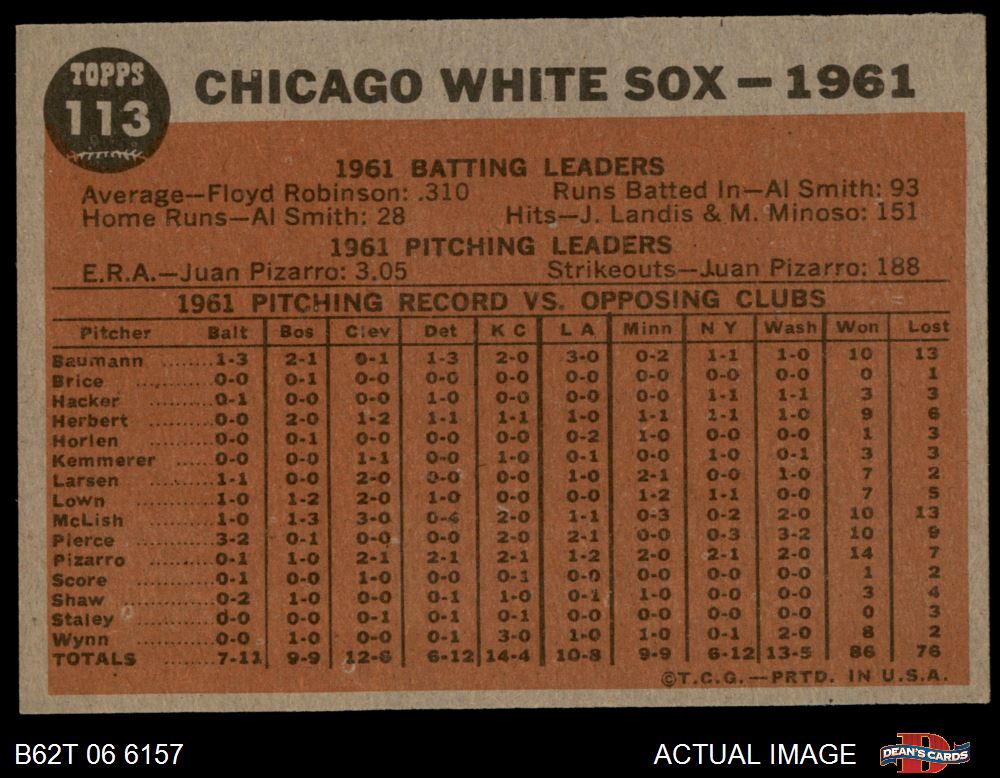 TOPPS
113
CHICAGO WHITE SOX — 1961
1961 BATTING LEADERS
Average—Floyd Robinson: .310 Runs Batted In—Al Smith: 93
Home Runs—Al Smith: 28 Hits—J. Landis & M. Minoso: 151
1961 PITCHING LEADERS
E.R.A.—Juan Pizarro: 3.05 Strikeouts—Juan Pizarro: 188
1961 PITCHING RECORD VS. OPPOSING CLUBS
Pitcher Balt Bos Clev Det K C L A Minn N Y Wash Won Lost
Baumann ........1-3 2-1 0-1 1-3 2-0 3-0 0-2 1-1 1-0 10 13
Brice ............0-0 0-1 0-0 0-0 0-0 0-0 0-0 0-0 0-0 0 1
Hacker ..........0-1 0-0 0-0 1-0 0-0 0-0 0-0 1-1 1-1 3 3
Herbert ..........0-0 2-0 1-2 1-1 1-1 1-0 1-1 1-1 1-0 9 6
Horlen ..........0-0 0-1 0-0 0-0 0-0 0-2 1-0 0-0 0-0 1 3
Kemmerer ......0-0 0-0 1-1 0-0 1-0 0-1 0-0 1-0 0-1 3 3
Larsen ..........1-1 0-0 2-0 0-0 0-0 1-0 2-1 0-0 1-0 7 2
Lown ............1-0 1-2 2-0 1-0 0-0 0-0 1-2 1-1 0-0 7 5
McLish ..........1-0 1-3 3-0 0-4 2-0 1-1 0-3 0-2 2-0 10 13
Pierce ..........3-2 0-1 0-0 0-0 2-0 2-1 0-0 0-3 3-2 10 9
Pizarro ..........0-1 1-0 2-1 2-1 2-1 1-2 2-0 2-1 2-0 14 7
Score ............0-1 0-0 1-0 0-0 0-1 0-0 0-0 0-0 0-0 1 2
Shaw ............0-2 1-0 0-0 0-1 1-0 0-1 1-0 0-0 0-0 3 4
Staley ..........0-0 0-0 0-1 0-1 0-1 0-0 0-0 0-0 0-0 0 3
Wynn ............0-0 1-0 0-0 0-1 3-0 1-0 1-0 0-1 2-0 8 2
TOTALS ........7-11 9-9 12-6 6-12 14-4 10-8 9-9 6-12 13-5 86 76
©T.C.G.—PRTD. IN U.S.A.
B62T 06 6157 ACTUAL IMAGE DEAN'S CARDS